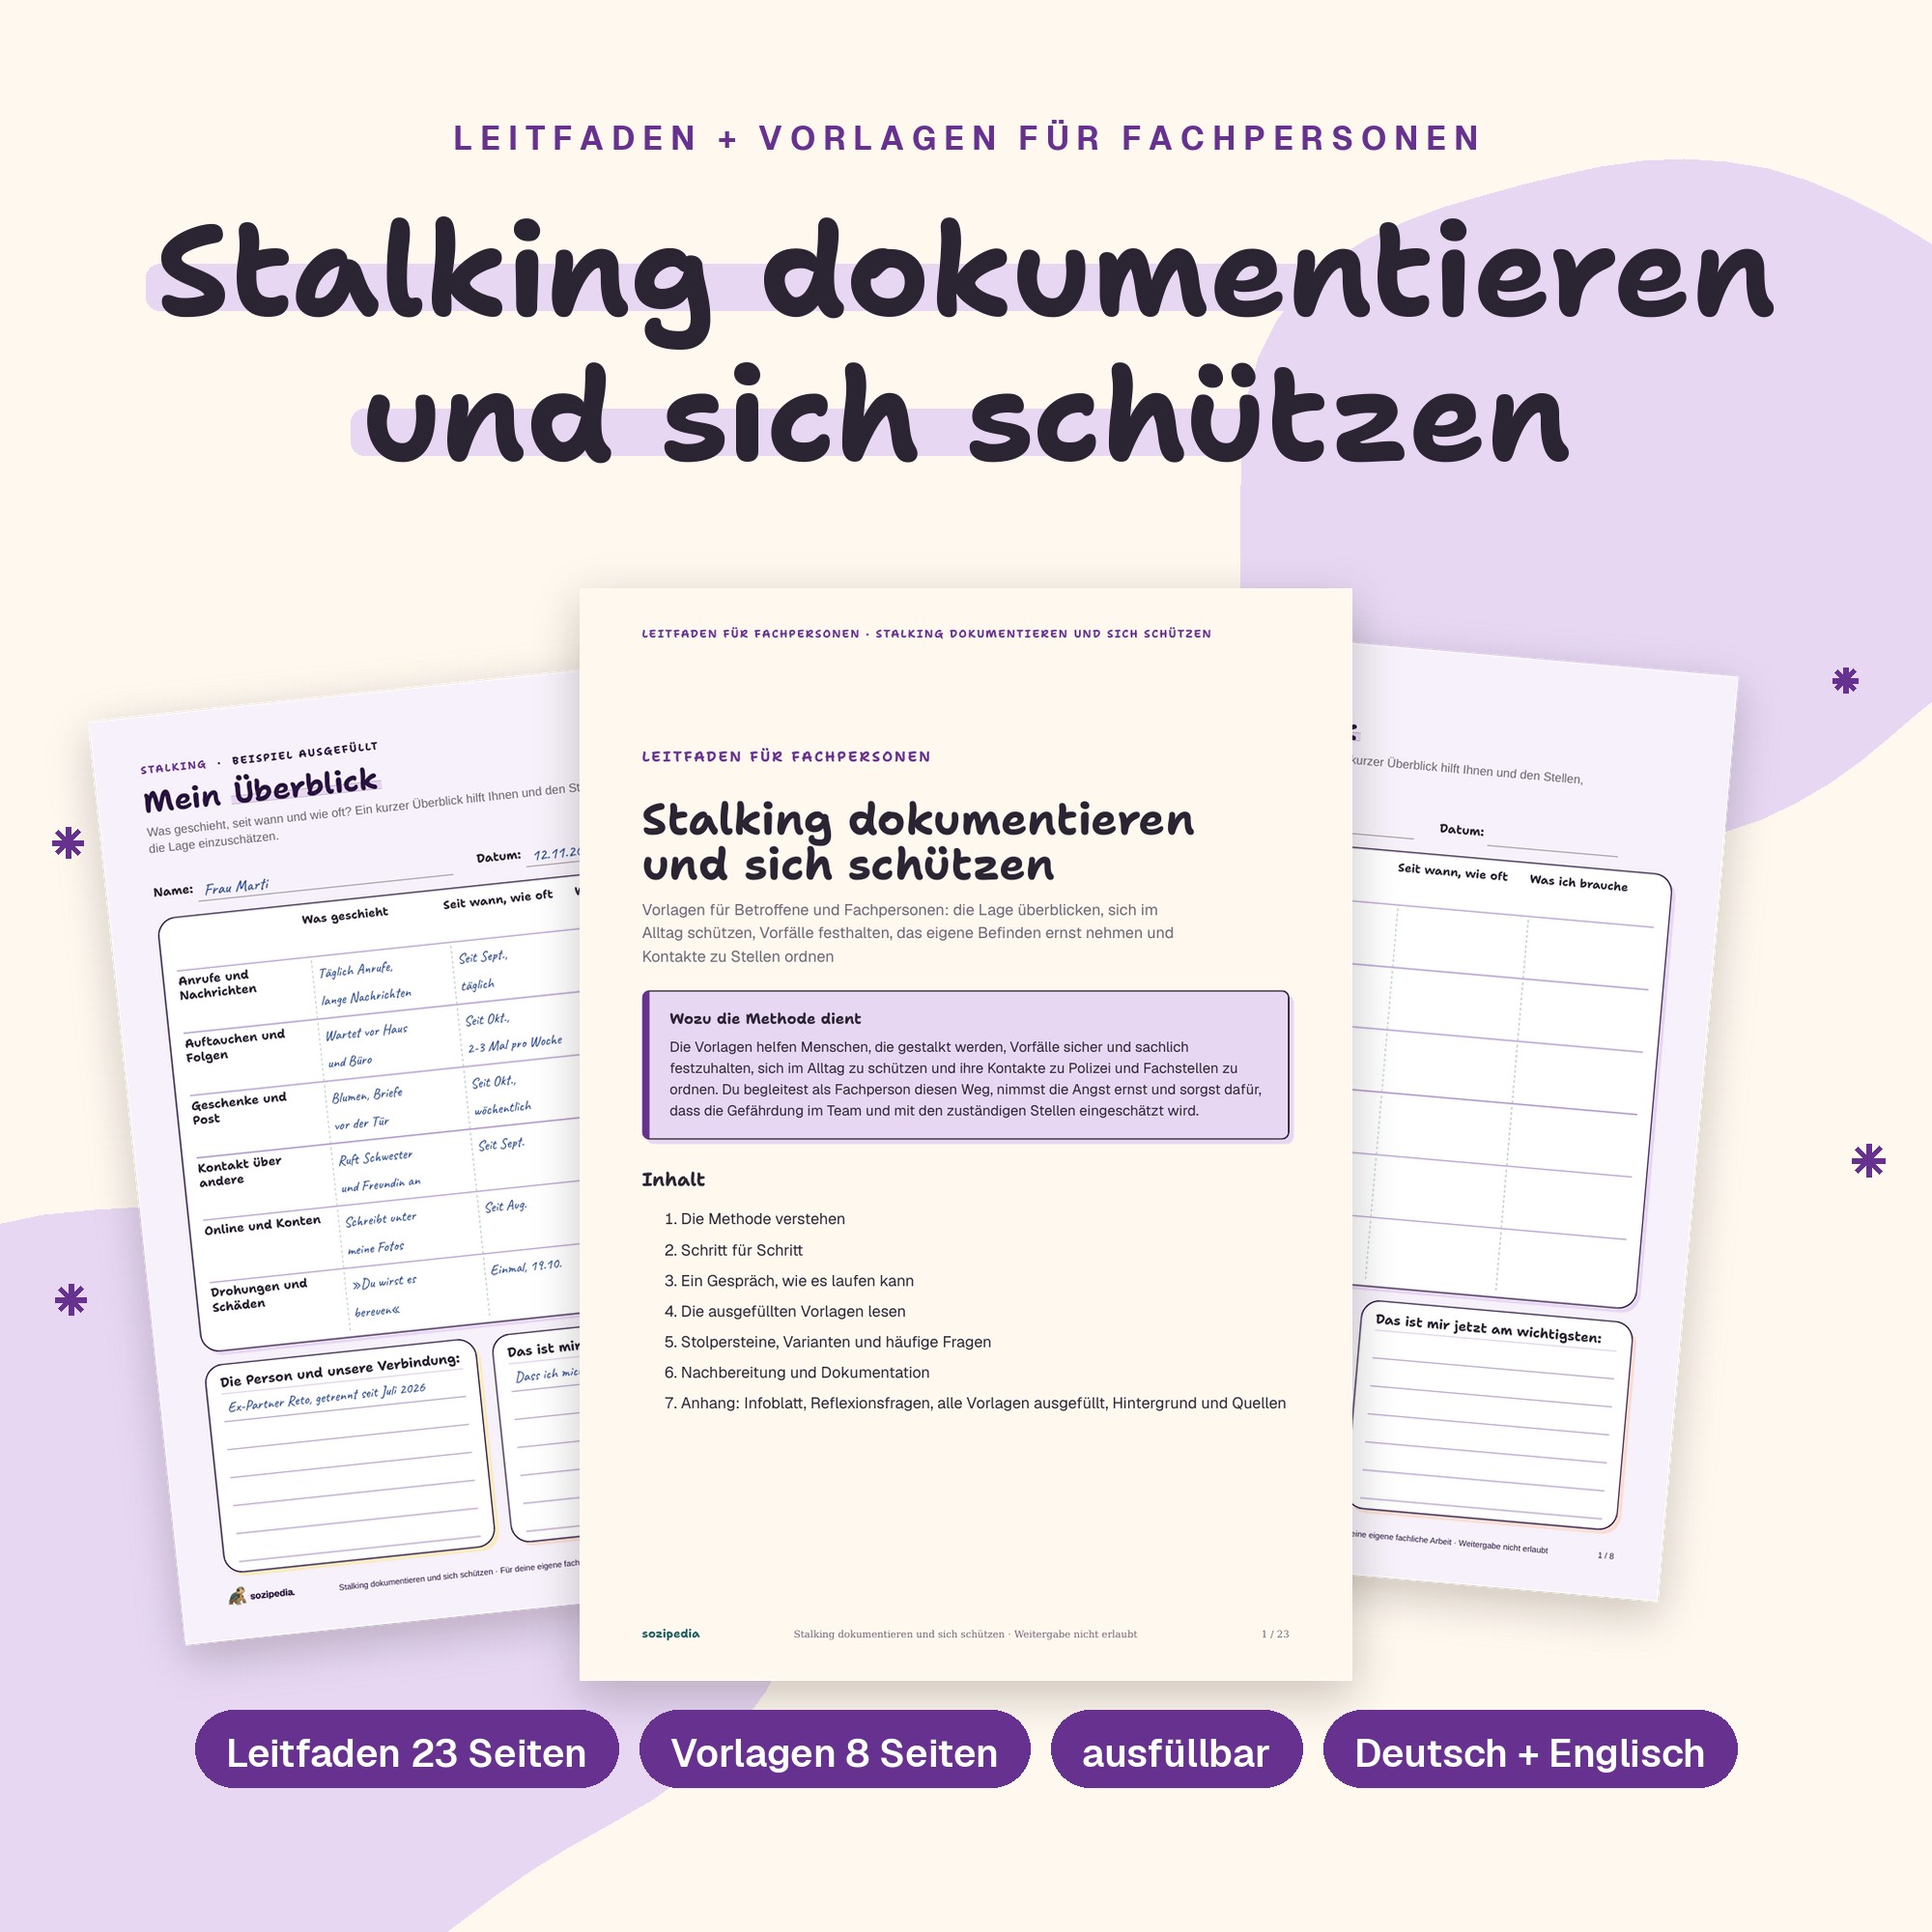 LEITFADEN + VORLAGEN FÜR FACHPERSONEN
Stalking dokumentieren
und sich schützen
STALKING · BEISPIEL AUSGEFÜLLT
Mein Überblick
Was geschieht, seit wann und wie oft? Ein kurzer Überblick hilft Ihnen und den
die Lage einzuschätzen.
Name: Frau Marti
Datum: 12.11.
Was geschieht
Seit wann, wie oft
Anrufe und
Nachrichten
Täglich Anrufe,
lange Nachrichten
Seit Sept.,
täglich
Auftauchen und
Folgen
Wartet vor Haus
und Büro
Seit Okt.,
2-3 Mal pro Woche
Geschenke und
Post
Blumen, Briefe
vor der Tür
Seit Okt.,
wöchentlich
Kontakt über
andere
Ruft Schwester
und Freundin an
Seit Sept.
Online und Konten
Schreibt unter
meine Fotos
Seit Aug.
Drohungen und
Schäden
»Du wirst es
bereuen«
Einmal, 19.10.
Die Person und unsere Verbindung:
Ex-Partner Reto, getrennt seit Juli 2026
Das ist mir
Dass ich
sozipedia.
Stalking dokumentieren und sich schützen · Für deine eigene
LEITFADEN FÜR FACHPERSONEN · STALKING DOKUMENTIEREN UND SICH SCHÜTZEN
LEITFADEN FÜR FACHPERSONEN
Stalking dokumentieren
und sich schützen
Vorlagen für Betroffene und Fachpersonen: die Lage überblicken, sich im
Alltag schützen, Vorfälle festhalten, das eigene Befinden ernst nehmen und
Kontakte zu Stellen ordnen
Wozu die Methode dient
Die Vorlagen helfen Menschen, die gestalkt werden, Vorfälle sicher und sachlich
festzuhalten, sich im Alltag zu schützen und ihre Kontakte zu Polizei und Fachstellen zu
ordnen. Du begleitest als Fachperson diesen Weg, nimmst die Angst ernst und sorgst dafür,
dass die Gefährdung im Team und mit den zuständigen Stellen eingeschätzt wird.
Inhalt
1. Die Methode verstehen
2. Schritt für Schritt
3. Ein Gespräch, wie es laufen kann
4. Die ausgefüllten Vorlagen lesen
5. Stolpersteine, Varianten und häufige Fragen
6. Nachbereitung und Dokumentation
7. Anhang: Infoblatt, Reflexionsfragen, alle Vorlagen ausgefüllt, Hintergrund und Quellen
sozipedia
Stalking dokumentieren und sich schützen · Weitergabe nicht erlaubt
1 / 23
kurzer Überblick hilft Ihnen und den Stellen,
Datum:
Seit wann, wie oft
Was ich brauche
Das ist mir jetzt am wichtigsten:
eigene fachliche Arbeit · Weitergabe nicht erlaubt
1 / 8
Leitfaden 23 Seiten
Vorlagen 8 Seiten
ausfüllbar
Deutsch + Englisch